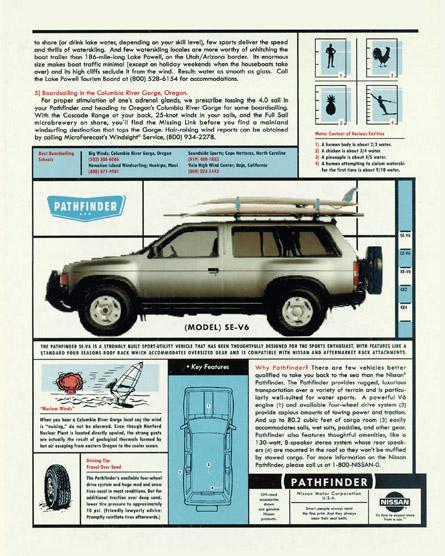 to shore (or drink lake water, depending on your skill level), few sports deliver the speed
and thrills of waterskiing. And few waterskiing locales are more worthy of unhitching the
boat trailer than 186-mile-long Lake Powell, on the Utah/Arizona border. Its enormous
size makes boat traffic minimal (except on holiday weekends when the houseboats take
over) and its high cliffs seclude it from the wind. Result: water as smooth as glass. Call
the Lake Powell Tourism Board at (800) 528-6154 for accommodations.
5) Boardsailing in the Columbia River Gorge, Oregon.
For proper stimulation of one's adrenal glands, we prescribe tossing the 4.0 sail in
your Pathfinder and heading to Oregon's Columbia River Gorge for some boardsailing.
With the Cascade Range at your back, 25-knot winds in your sails, and the Full Sail
microbrewery on shore, you'll find the Missing Link before you find a mainland
windsurfing destination that tops the Gorge. Hair-raising wind reports can be obtained
by calling MicroForecast's Windsight Service, (800) 934-2278.
1
2
3
4
Water Content of Various Entities
1) A human body is about 2/3 water.
2) A chicken is about 3/4 water.
3) A pineapple is about 4/5 water.
4) A human attempting to slalom waterski
for the first time is about 9/10 water.
Best Boardsailing
Schools
Big Winds: Columbia River Gorge, Oregon
(503) 386-6086
Hawaiian Island Windsurfing; Honkipa, Maui
(808) 871-4981
Soundside Sports; Cape Hatteras, North Carolina
(919)
Vela High Wind Center; Baja, California
(800) 223-5443
PATHFINDER
SE-V6
LE-V6
XE-V6
4X2
4X4
(MODEL) SE-V6
THE PATHFINDER SE-V6 IS A STRONGLY BUILT SPORT-UTILITY VEHICLE THAT HAS BEEN THOUGHTFULLY DESIGNED FOR THE SPORTS ENTHUSIAST, WITH FEATURES LIKE A
STANDARD FOUR SEASONS ROOF RACK WHICH ACCOMMODATES OVERSIZED GEAR AND IS COMPATIBLE WITH NISSAN AND AFTERMARKET RACK ATTACHMENTS.
"Nuclear Winds"
When you hear a Columbia River Gorge local say the wind
is "nuking," do not be alarmed. Even though Hanford
Nuclear Plant is located directly upwind, the strong gusts
are actually the result of geological thermals formed by
hot air escaping from eastern Oregon to the cooler ocean.
Driving Tip:
Travel Over Sand
The Pathfinder's available four-wheel
drive system and huge mud and snow
tires excel in most conditions. But for
additional traction over deep sand,
lower tire pressure to approximately
10 psi. (Friendly lawyerly advice:
Promptly reinflate tires afterwards.)
• Key Features
Why Pathfinder? There are few vehicles better
qualified to take you back to the sea than the Nissan
Pathfinder. The Pathfinder provides rugged, luxurious
transportation over a variety of terrain and is particu-
larly well-suited for water sports. A powerful V6
engine (1) and available four-wheel drive system (2)
provide copious amounts of towing power and traction.
And up to 80.2 cubic feet of cargo room (3) easily
accommodates sails, wet suits, paddles, and other gear.
Pathfinder also features thoughtful amenities, like a
130-watt, 8-speaker stereo system whose rear speak-
ers (4) are mounted in the roof so they won't be muffled
by stowed cargo. For more information on the Nissan
Pathfinder, please call us at 1-800-NISSAN-0.
Off-road
accessories
shown
are genuine
Nissan
products.
PATHFINDER
Nissan Motor Corporation
U.S.A.
Smart people always read
the fine print. And they always
wear their seat belts.
NISSAN
It's time to expect more
from a car.™